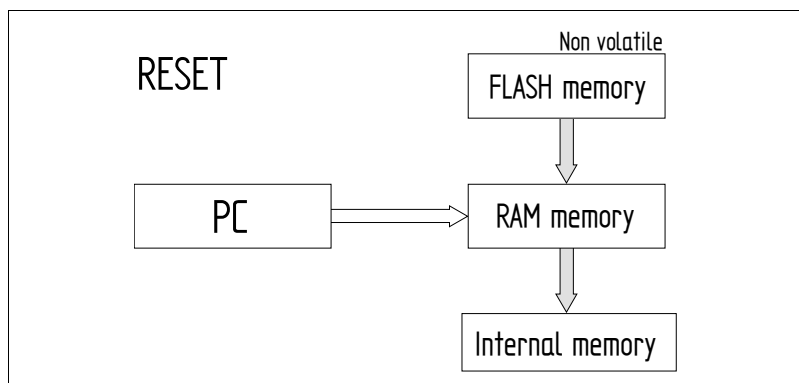 Non volatile
RESET
FLASH memory
PC
RAM memory
Internal memory